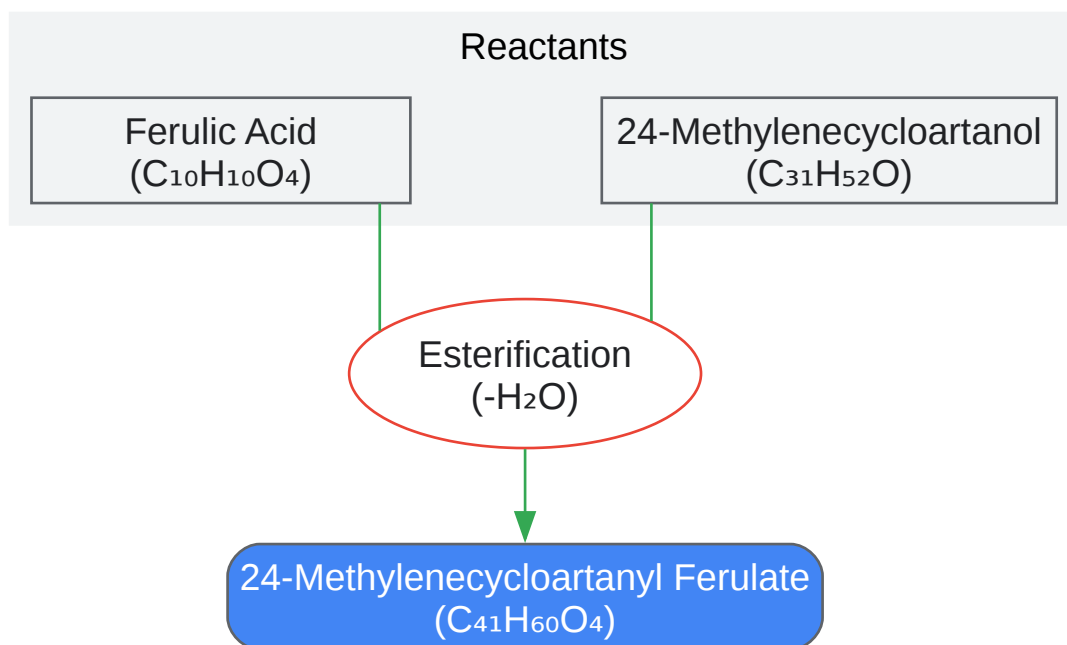 Reactants
Ferulic Acid
(C₁₀H₁₀O₄)
24-Methylenecycloartanol
(C₃₁H₅₂O)
Esterification
(-H₂O)
24-Methylenecycloartanyl Ferulate
(C₄₁H₆₀O₄)